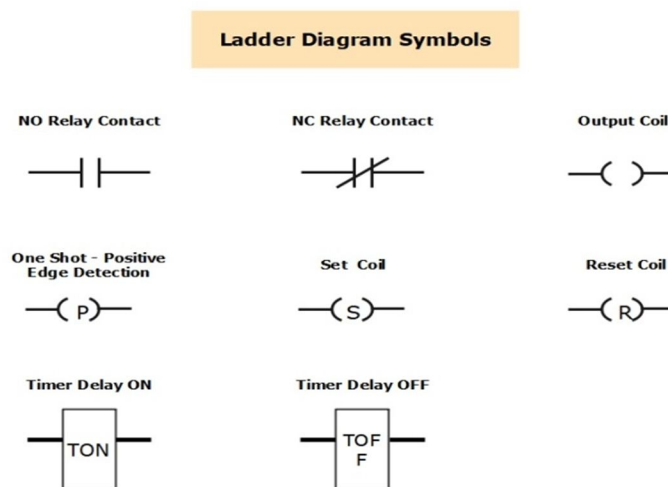 Ladder Diagram Symbols
NO Relay Contact
NC Relay Contact
Output Coil
One Shot - Positive
Edge Detection
Set Coil
Reset Coil
P
S
R
Timer Delay ON
Timer Delay OFF
TON
TOF
F